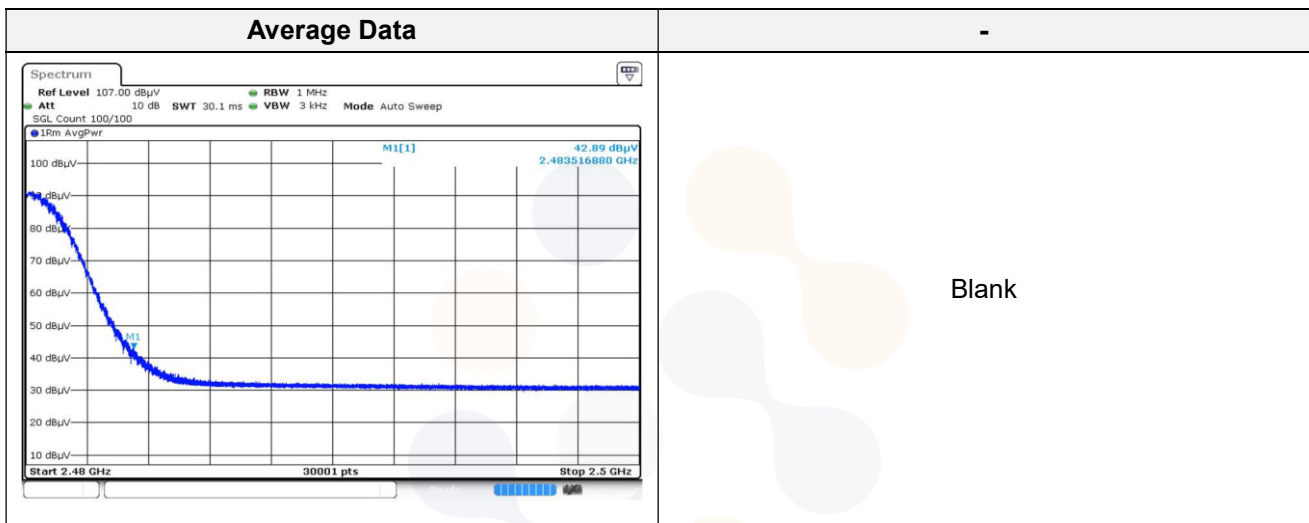 Average Data -
Spectrum
Ref Level 107.00 dBµV RBW 1 MHz
Att 10 dB SWT 30.1 ms VBW 3 kHz Mode Auto Sweep
SGL Count 100/100
1Rm AvgPwr
M1[1] 42.89 dBµV
2.483516880 GHz
100 dBµV
dBµV
80 dBµV
70 dBµV
60 dBµV
50 dBµV
M1
40 dBµV
30 dBµV
20 dBµV
10 dBµV
Start 2.48 GHz 30001 pts Stop 2.5 GHz
Blank